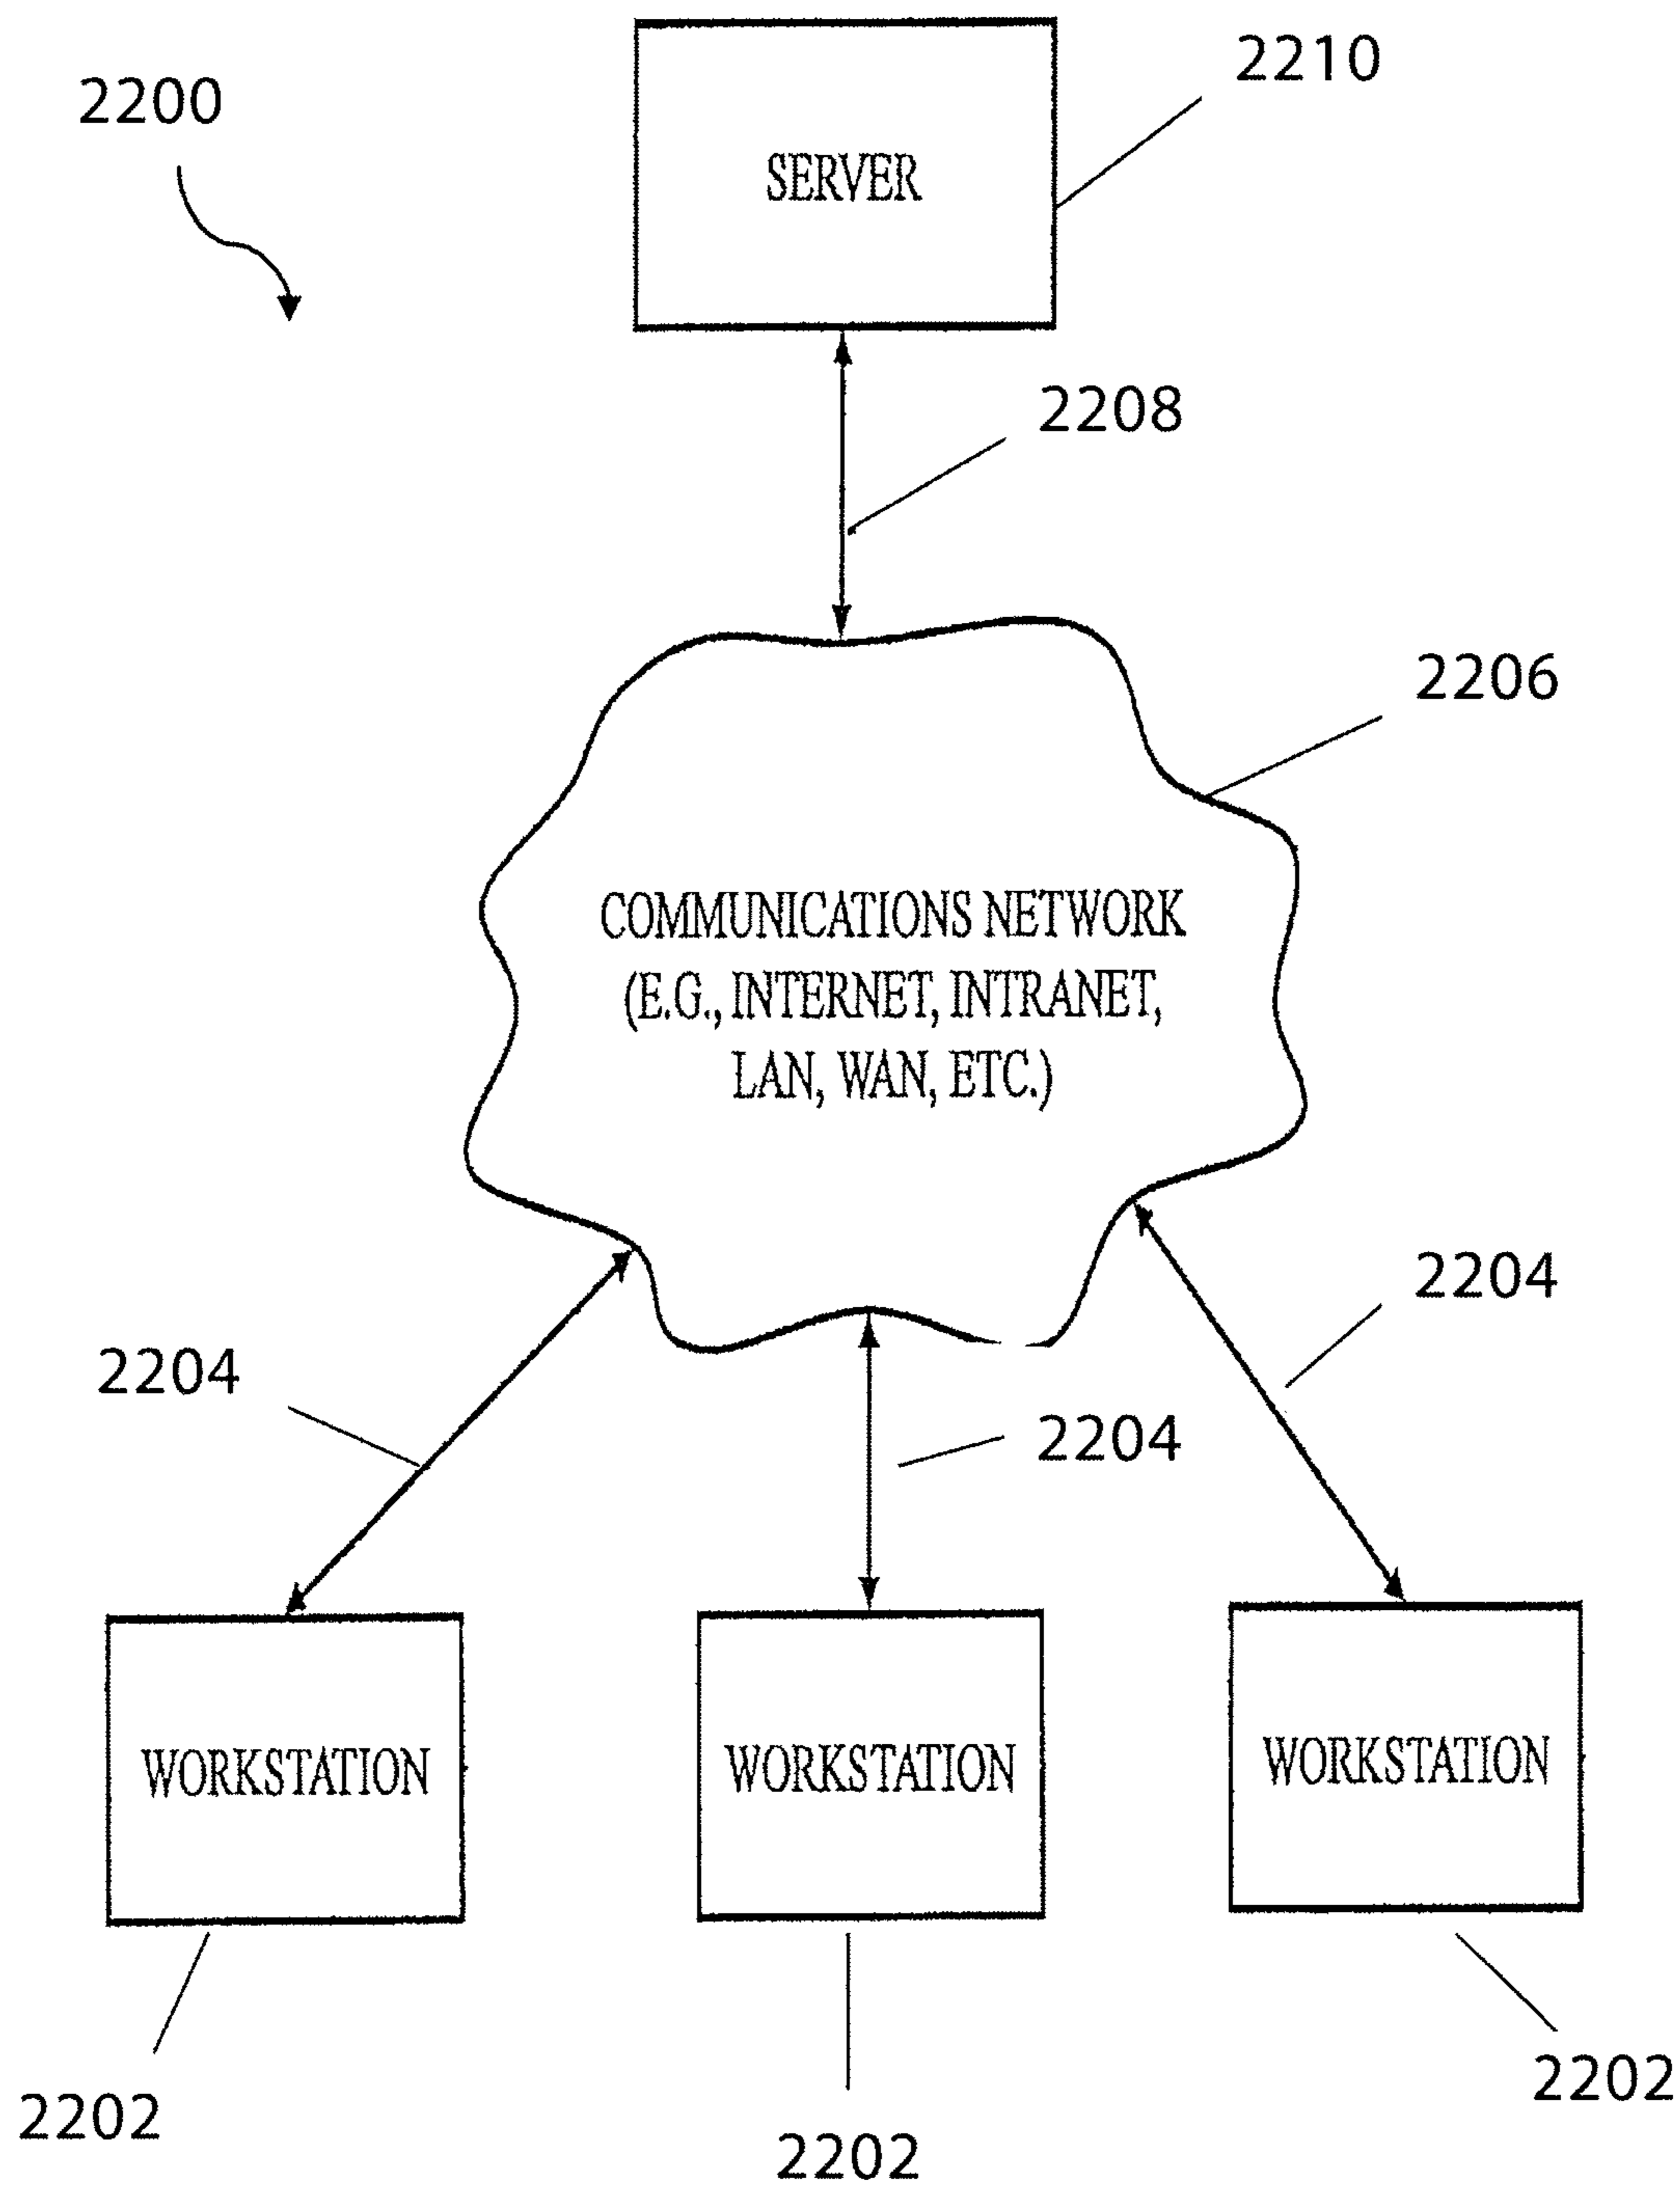 2210
2200
SERVER
2208
2206
COMMUNICATIONS NETWORK
(E.G., INTERNET, INTRANET,
LAN, WAN, ETC.)
2204
2204
2204
WORKSTATION
WORKSTATION
WORKSTATION
2202
2202
2202